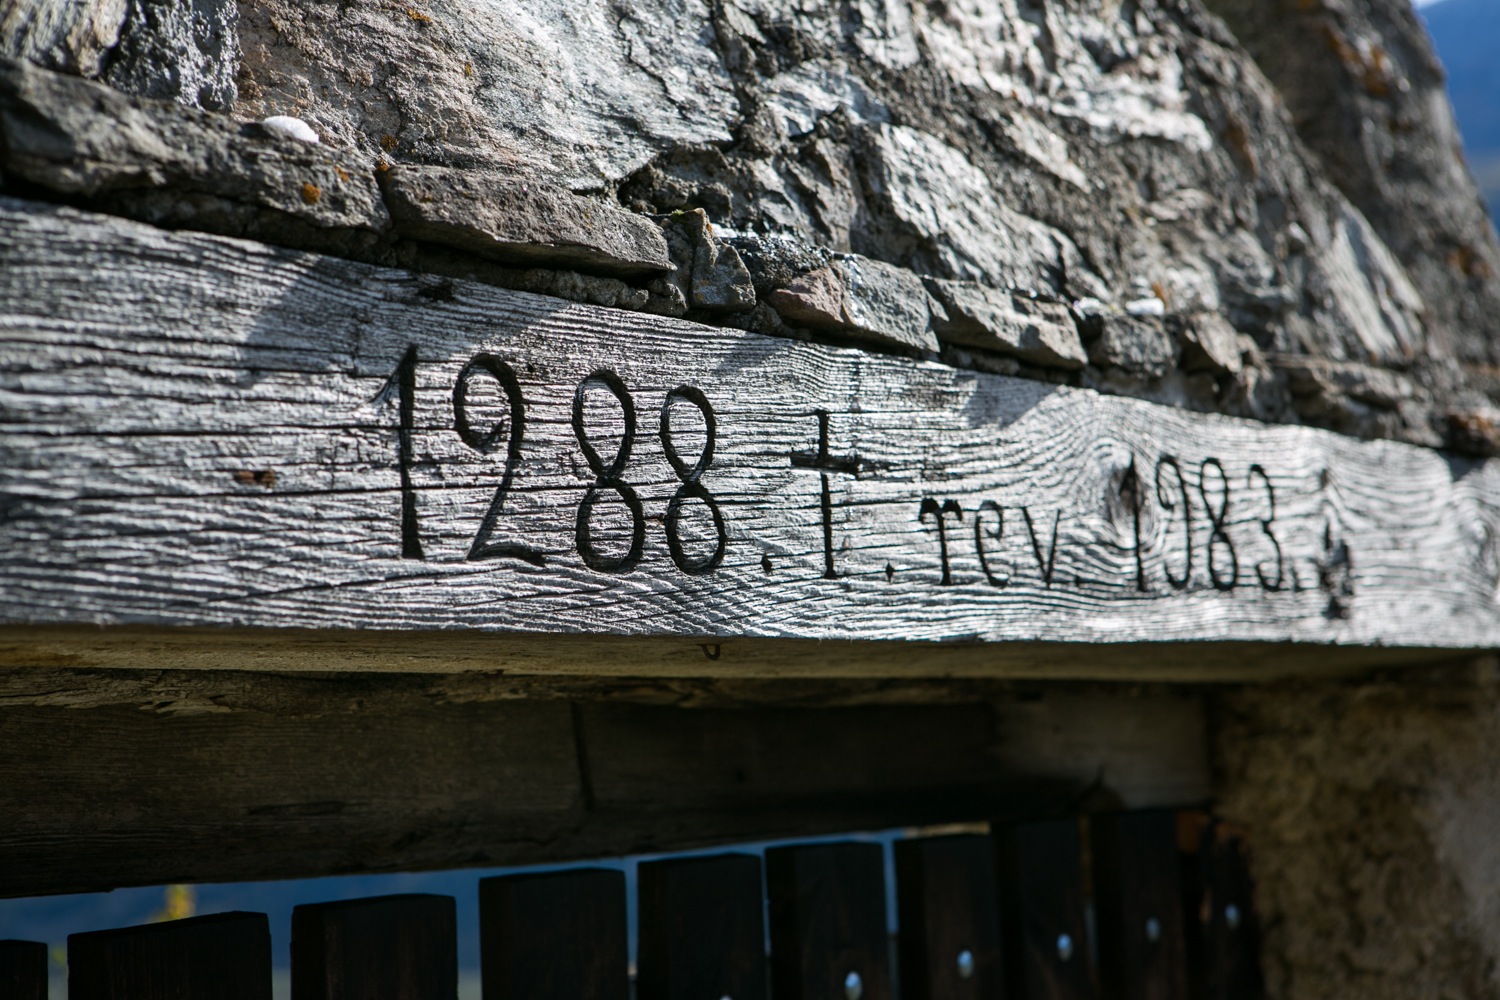 1288 . † . rev. 1983.